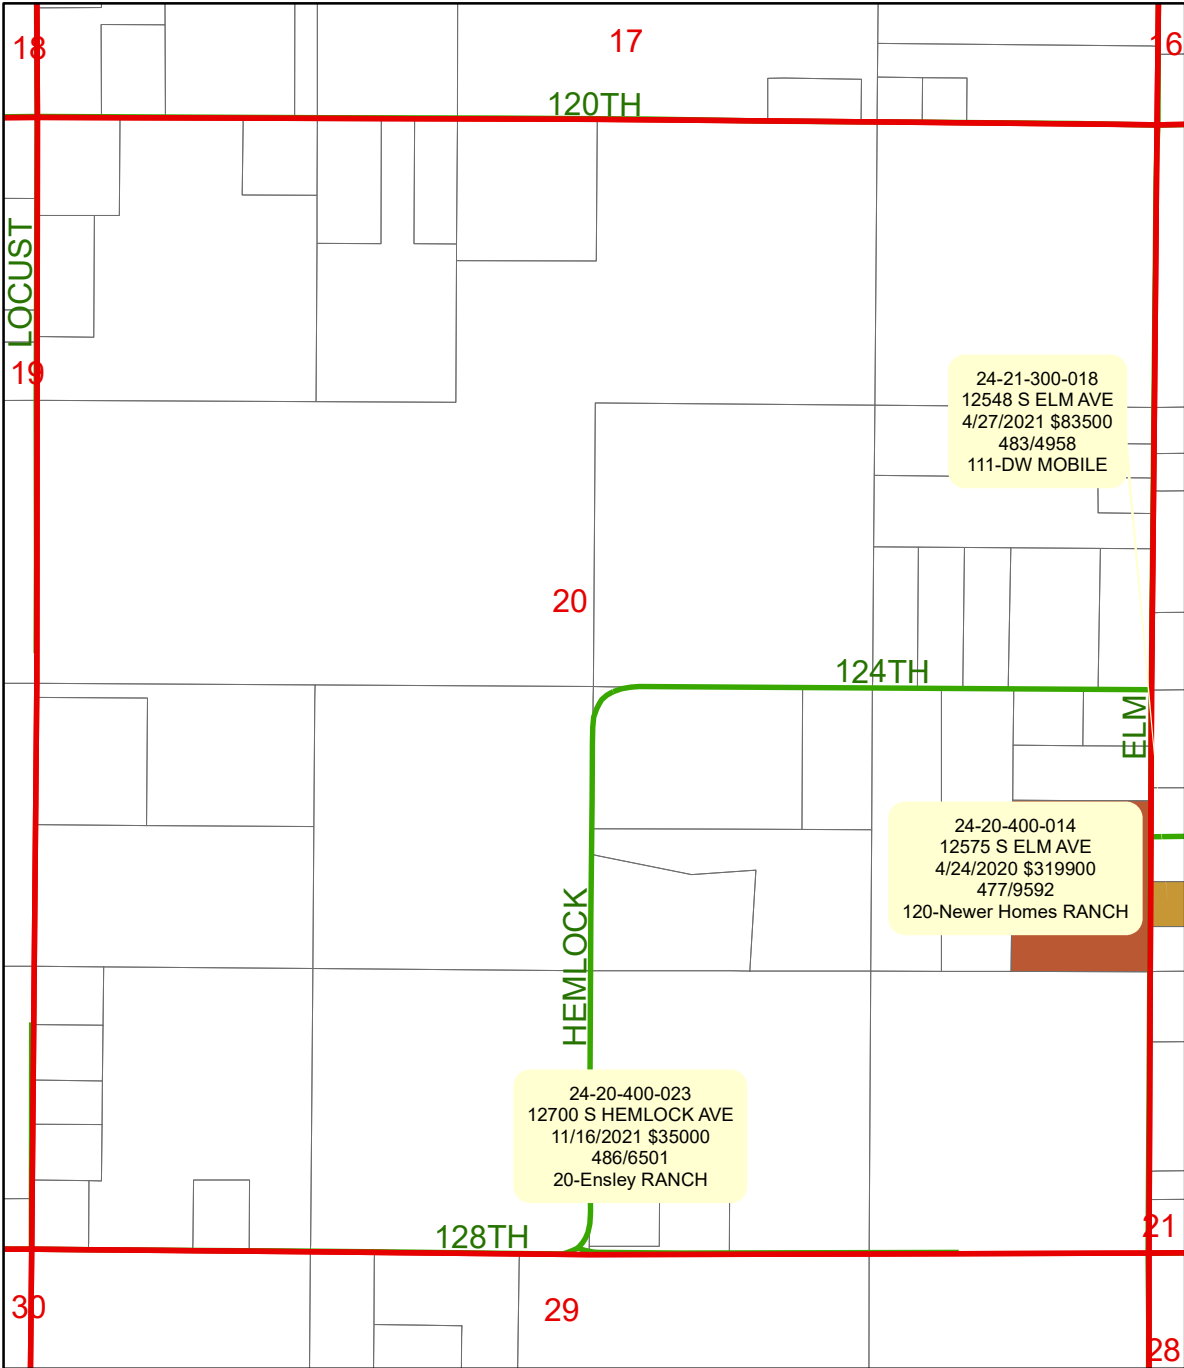 18
17
16
120TH
LOCUST
19
24-21-300-018
12548 S ELM AVE
4/27/2021 $83500
483/4958
111-DW MOBILE
20
124TH
ELM
24-20-400-014
12575 S ELM AVE
4/24/2020 $319900
477/9592
120-Newer Homes RANCH
HEMLOCK
24-20-400-023
12700 S HEMLOCK AVE
11/16/2021 $35000
486/6501
20-Ensley RANCH
128TH
21
30
29
28